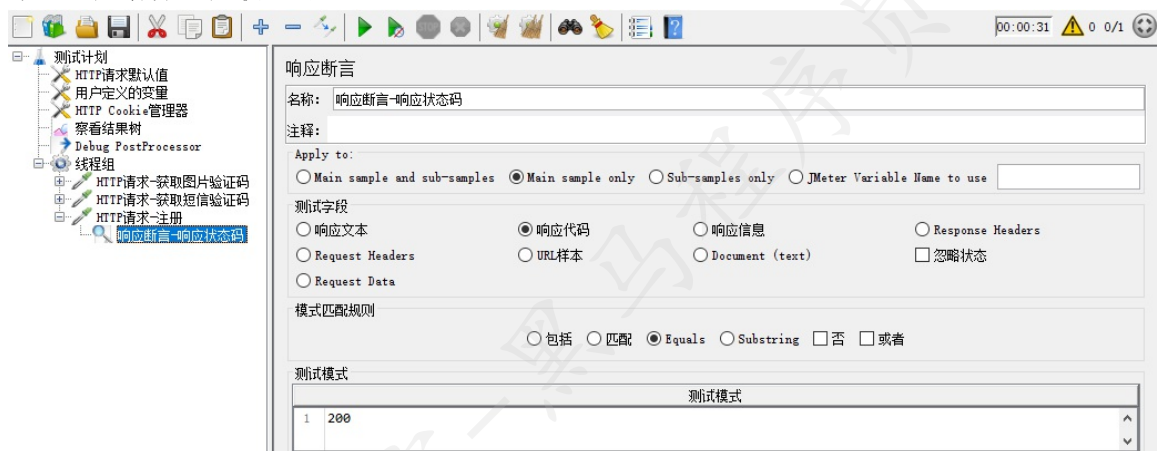 00:00:31 0 0/1
测试计划
HTTP请求默认值
用户定义的变量
HTTP Cookie管理器
察看结果树
Debug PostProcessor
线程组
HTTP请求-获取图片验证码
HTTP请求-获取短信验证码
HTTP请求-注册
响应断言-响应状态码
响应断言
名称: 响应断言-响应状态码
注释:
Apply to:
Main sample and sub-samples Main sample only Sub-samples only JMeter Variable Name to use
测试字段
响应文本 响应代码 响应信息 Response Headers
Request Headers URL样本 Document (text) 忽略状态
Request Data
模式匹配规则
包括 匹配 Equals Substring 否 或者
测试模式
测试模式
1 200